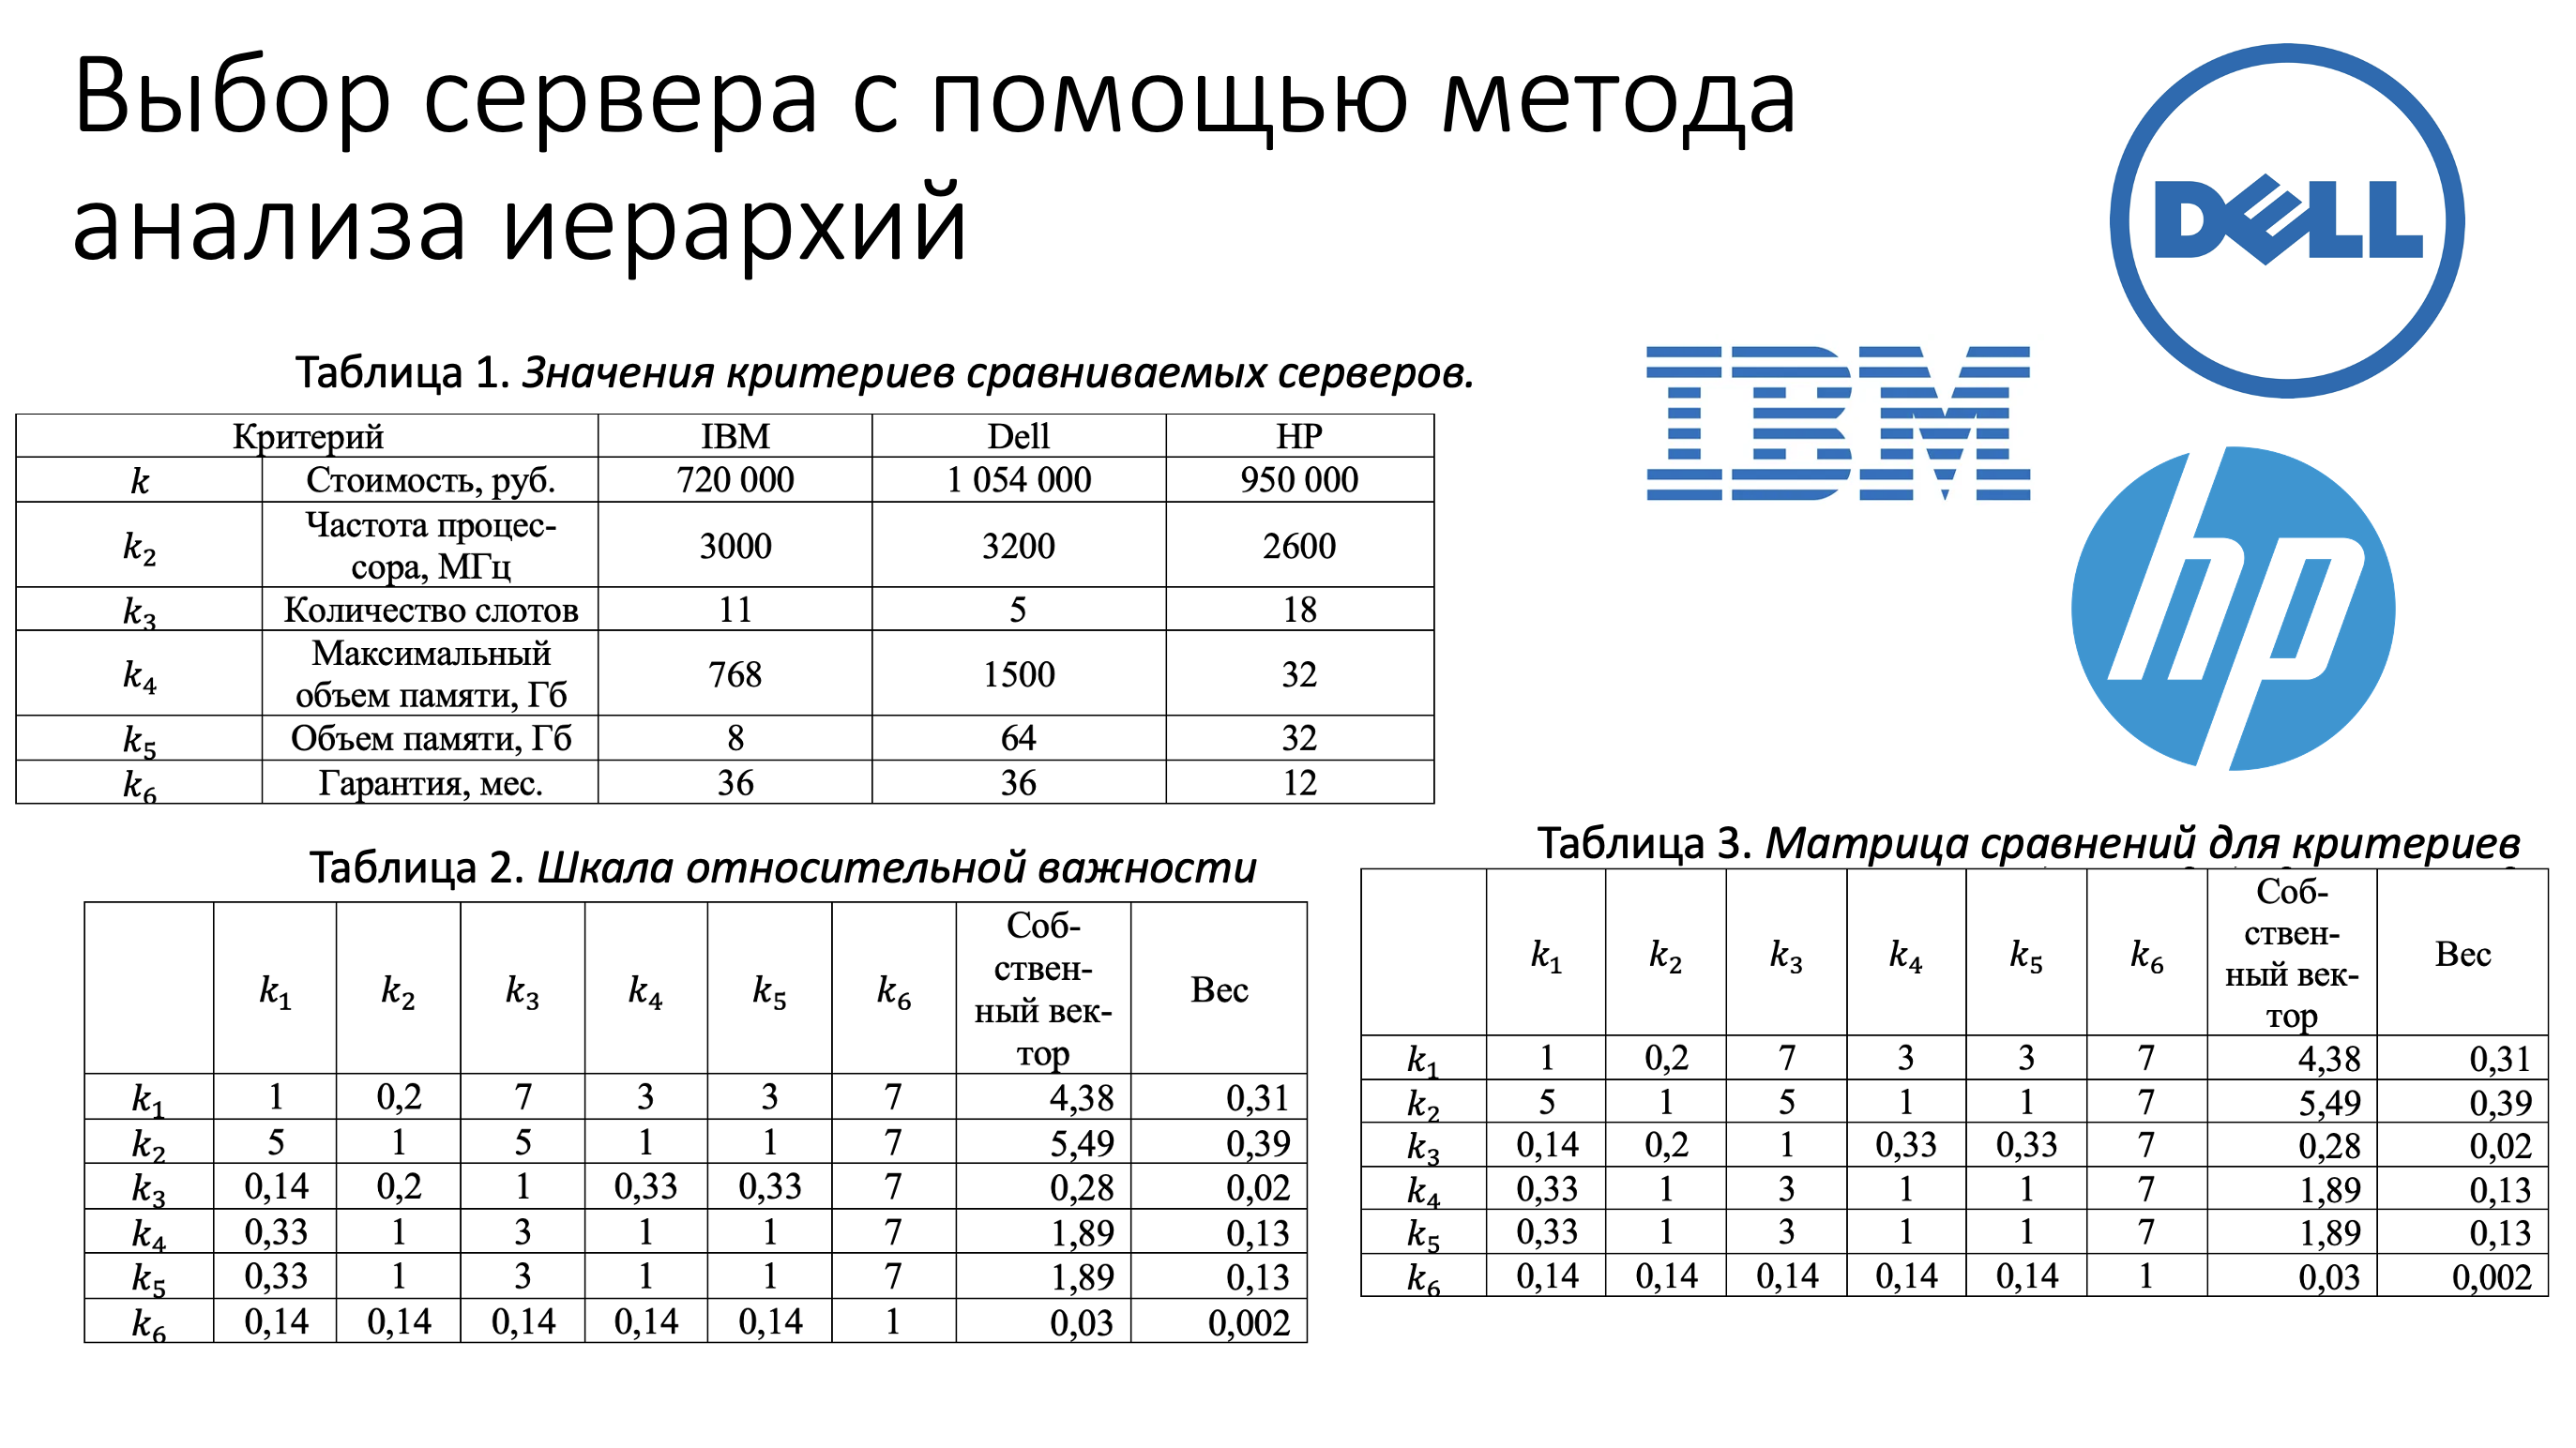 Выбор сервера с помощью метода
анализа иерархий
DELL
IBM
hp
Таблица 1. Значения критериев сравниваемых серверов.
Критерий IBM Dell HP
k Стоимость, руб. 720 000 1 054 000 950 000
k2 Частота процес-
сора, МГц 3000 3200 2600
k3 Количество слотов 11 5 18
k4 Максимальный
объем памяти, Гб 768 1500 32
k5 Объем памяти, Гб 8 64 32
k6 Гарантия, мес. 36 36 12
Таблица 2. Шкала относительной важности
k1 k2 k3 k4 k5 k6 Соб-
ствен-
ный век-
тор Вес
k1 1 0,2 7 3 3 7 4,38 0,31
k2 5 1 5 1 1 7 5,49 0,39
k3 0,14 0,2 1 0,33 0,33 7 0,28 0,02
k4 0,33 1 3 1 1 7 1,89 0,13
k5 0,33 1 3 1 1 7 1,89 0,13
k6 0,14 0,14 0,14 0,14 0,14 1 0,03 0,002
Таблица 3. Матрица сравнений для критериев
k1 k2 k3 k4 k5 k6 Соб-
ствен-
ный век-
тор Вес
k1 1 0,2 7 3 3 7 4,38 0,31
k2 5 1 5 1 1 7 5,49 0,39
k3 0,14 0,2 1 0,33 0,33 7 0,28 0,02
k4 0,33 1 3 1 1 7 1,89 0,13
k5 0,33 1 3 1 1 7 1,89 0,13
k6 0,14 0,14 0,14 0,14 0,14 1 0,03 0,002